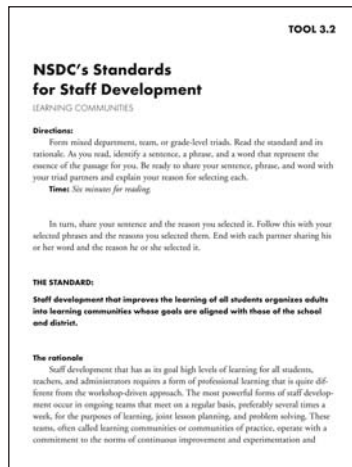 TOOL 3.2
NSDC's Standards
for Staff Development
LEARNING COMMUNITIES
Directions:
Form mixed department, team, or grade-level triads. Read the standard and its
rationale. As you read, identify a sentence, a phrase, and a word that represent the
essence of the passage for you. Be ready to share your sentence, phrase, and word with
your triad partners and explain your reason for selecting each.
Time: Six minutes for reading.
In turn, share your sentence and the reason you selected it. Follow this with your
selected phrases and the reasons you selected them. End with each partner sharing his
or her word and the reason he or she selected it.
THE STANDARD:
Staff development that improves the learning of all students organizes adults
into learning communities whose goals are aligned with those of the school
and district.
The rationale
Staff development that has as its goal high levels of learning for all students,
teachers, and administrators requires a form of professional learning that is quite dif-
ferent from the workshop-driven approach. The most powerful forms of staff develop-
ment occur in ongoing teams that meet on a regular basis, preferably several times a
week, for the purposes of learning, joint lesson planning, and problem solving. These
teams, often called learning communities or communities of practice, operate with a
commitment to the norms of continuous improvement and experimentation and